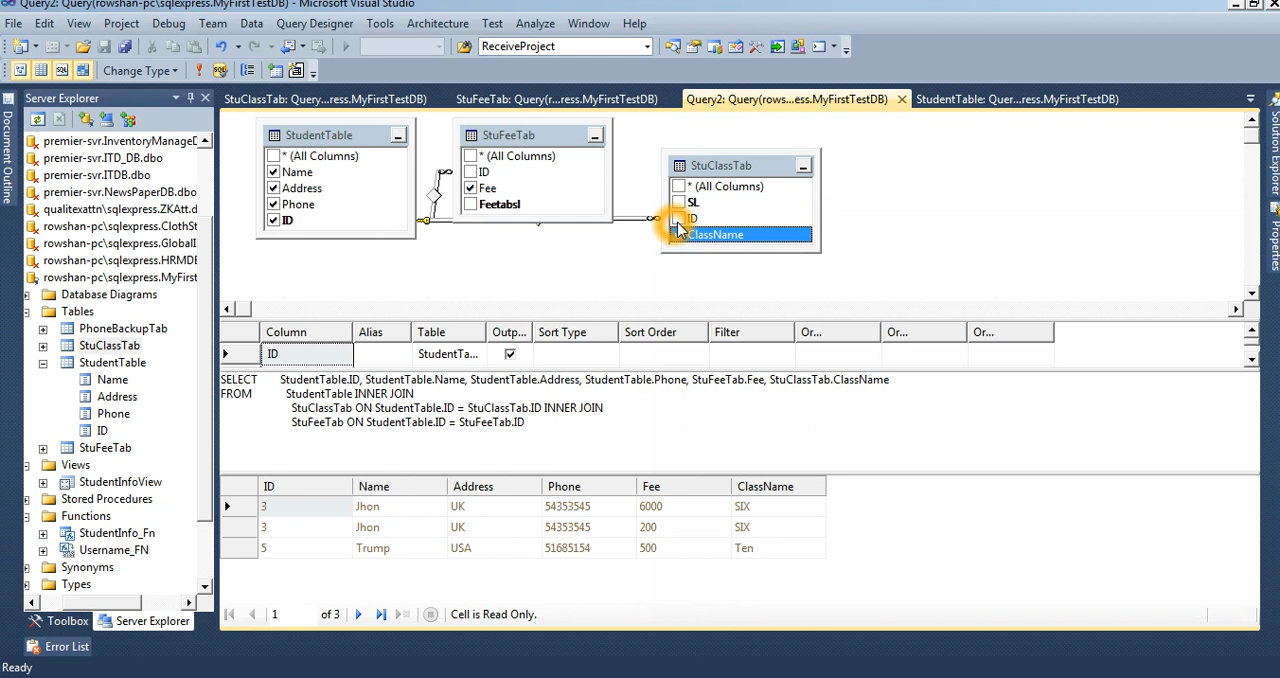 Query2: Query(rowshan-pc\sqlexpress.MyFirstTestDB) - Microsoft Visual Studio
File Edit View Project Debug Team Data Query Designer Tools Architecture Test Analyze Window Help
ReceiveProject
Change Type
Server Explorer
StuClassTab: Query...ress.MyFirstTestDB) StuFeeTab: Query(r...ress.MyFirstTestDB) Query2: Query(rows...ess.MyFirstTestDB) StudentTable: Quer...ress.MyFirstTestDB)
Document Outline
Solution Explorer
Properties
premier-svr.InventoryManageD
premier-svr.ITD_DB.dbo
premier-svr.ITDB.dbo
premier-svr.NewsPaperDB.dbo
qualitexattn\sqlexpress.ZKAtt.d
rowshan-pc\sqlexpress.ClothSt
rowshan-pc\sqlexpress.GlobalI
rowshan-pc\sqlexpress.HRMDE
rowshan-pc\sqlexpress.MyFirst
Database Diagrams
Tables
PhoneBackupTab
StuClassTab
StudentTable
Name
Address
Phone
ID
StuFeeTab
Views
StudentInfoView
Stored Procedures
Functions
StudentInfo_Fn
Username_FN
Synonyms
Types
Toolbox Server Explorer
Error List
Ready
StudentTable
* (All Columns)
Name
Address
Phone
ID
StuFeeTab
* (All Columns)
ID
Fee
Feetabsl
StuClassTab
* (All Columns)
SL
ID
ClassName
Column Alias Table Outp... Sort Type Sort Order Filter Or... Or... Or...
ID StudentTa...
SELECT StudentTable.ID, StudentTable.Name, StudentTable.Address, StudentTable.Phone, StuFeeTab.Fee, StuClassTab.ClassName
FROM StudentTable INNER JOIN
StuClassTab ON StudentTable.ID = StuClassTab.ID INNER JOIN
StuFeeTab ON StudentTable.ID = StuFeeTab.ID
ID Name Address Phone Fee ClassName
3 Jhon UK 54353545 6000 SIX
3 Jhon UK 54353545 200 SIX
5 Trump USA 51685154 500 Ten
1 of 3 Cell is Read Only.